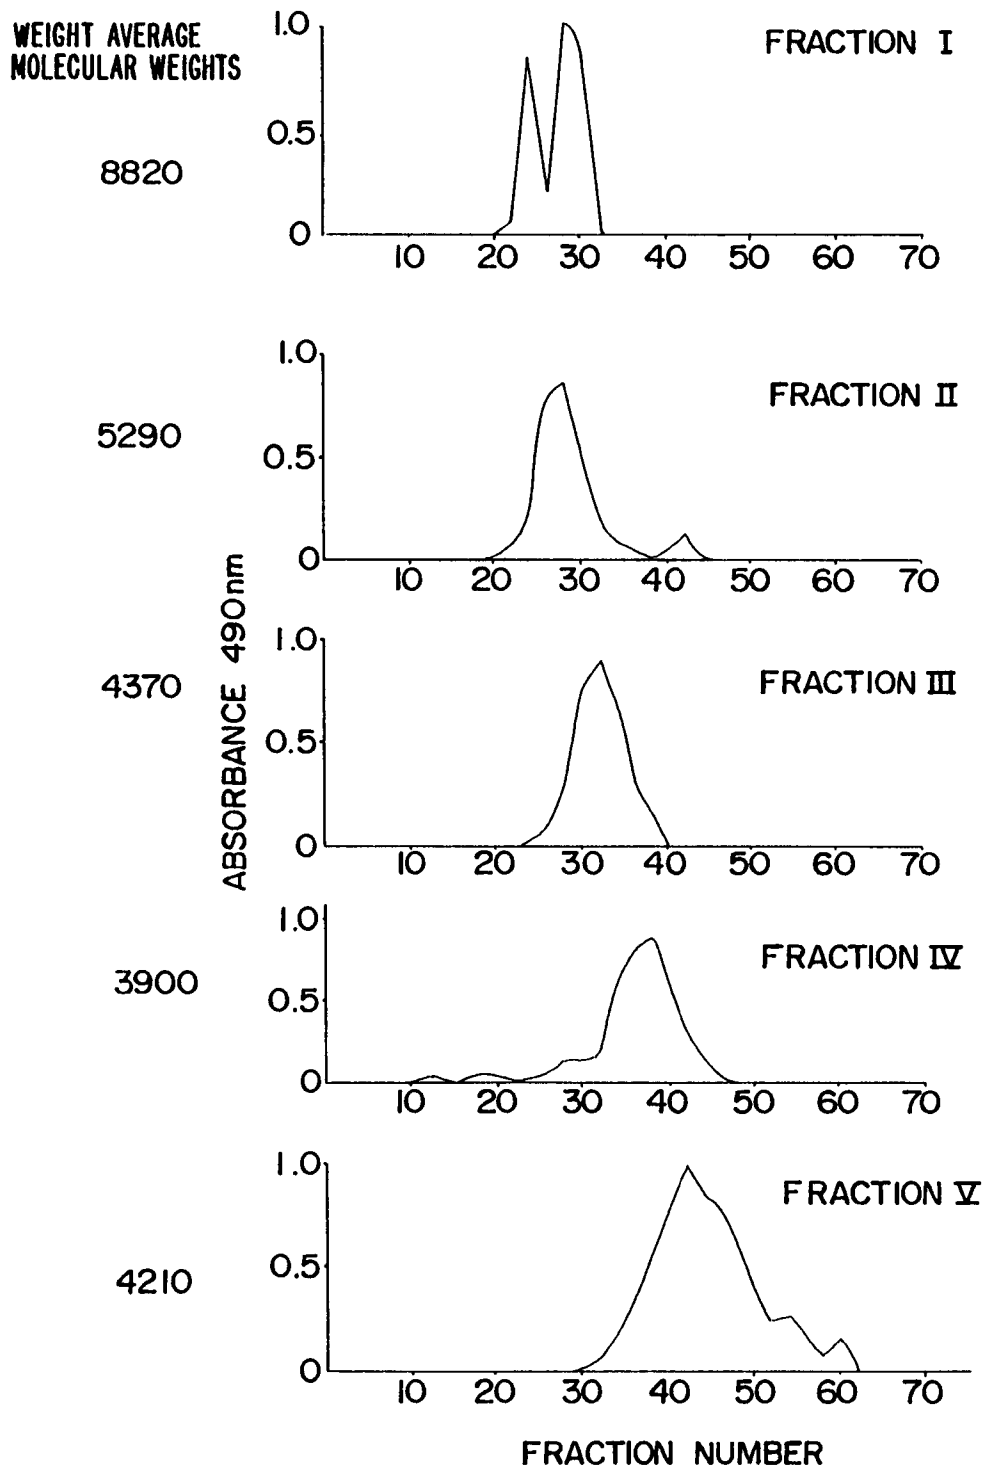 WEIGHT AVERAGE
MOLECULAR WEIGHTS
1.0
FRACTION I
0.5
8820
0
10 20 30 40 50 60 70
1.0
FRACTION II
5290
0.5
0
10 20 30 40 50 60 70
ABSORBANCE 490nm
1.0
4370
FRACTION III
0.5
0
10 20 30 40 50 60 70
1.0
FRACTION IV
3900
0.5
0
10 20 30 40 50 60 70
1.0
FRACTION V
0.5
4210
0
10 20 30 40 50 60 70
FRACTION NUMBER